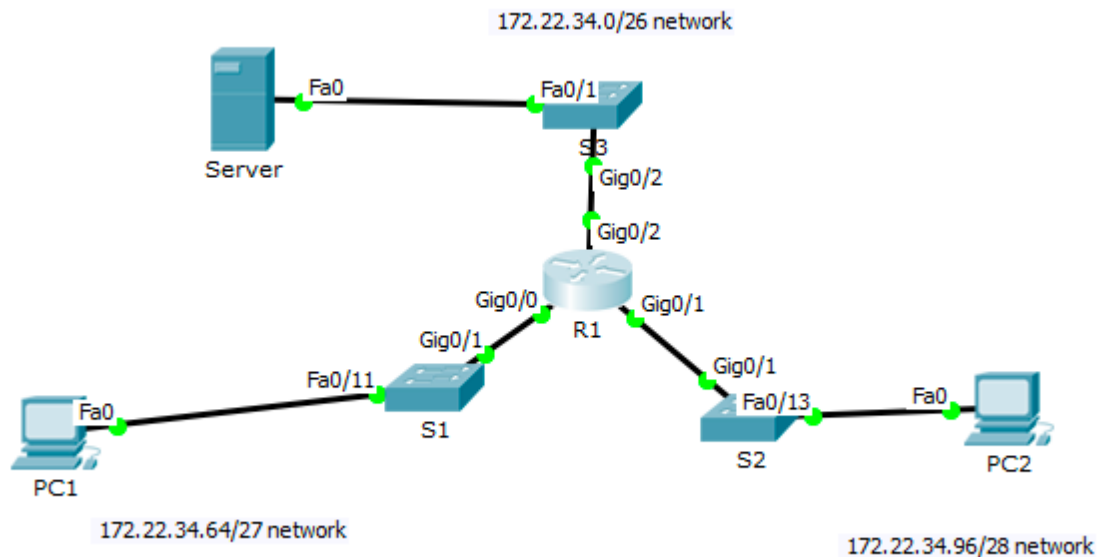 172.22.34.0/26 network
Fa0
Fa0/1
Server
S3
Gig0/2
Gig0/2
Gig0/0
Gig0/1
R1
Gig0/1
Gig0/1
Fa0/11
Fa0
S1
Fa0/13
Fa0
S2
PC1
PC2
172.22.34.64/27 network
172.22.34.96/28 network